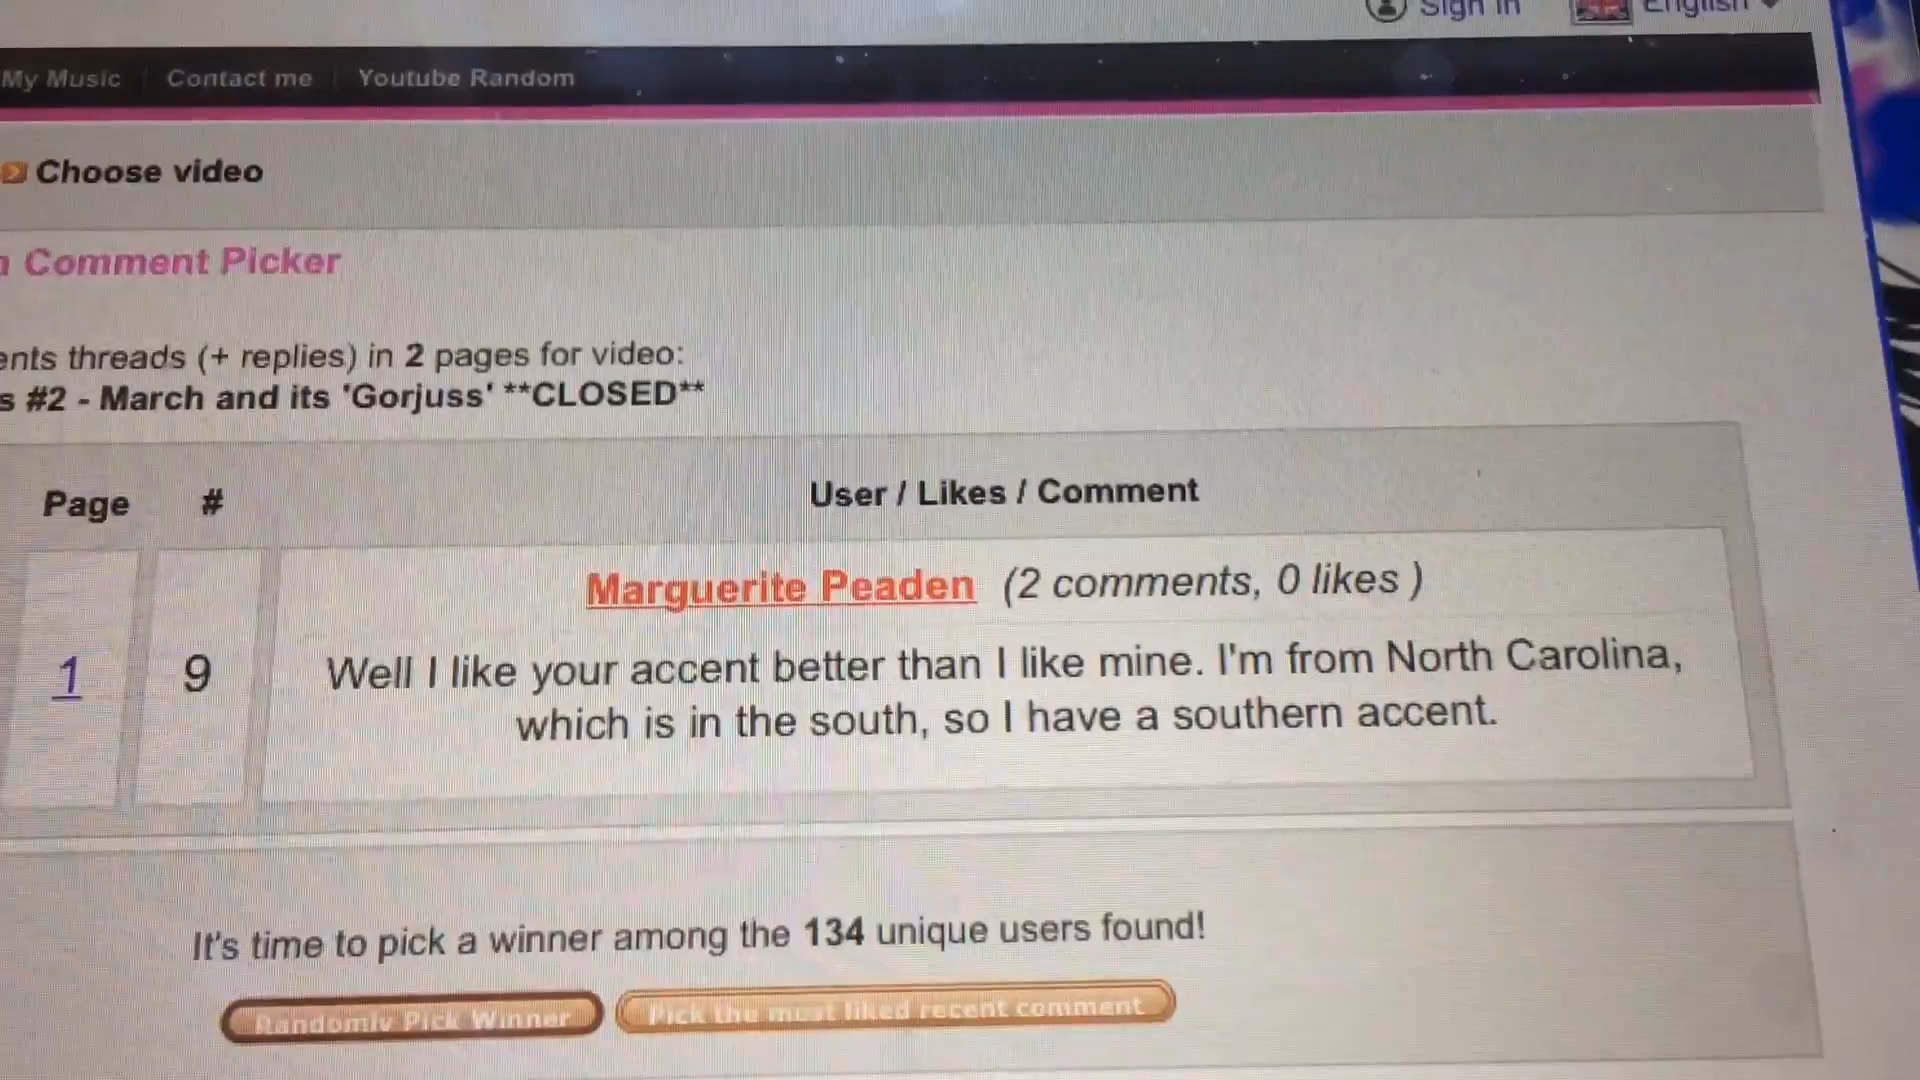 Sign in English
My Music Contact me Youtube Random
Choose video
Comment Picker
threads (+ replies) in 2 pages for video:
#2 - March and its 'Gorjuss' **CLOSED**
Page # User / Likes / Comment
Marguerite Peaden (2 comments, 0 likes )
1 9 Well I like your accent better than I like mine. I'm from North Carolina,
which is in the south, so I have a southern accent.
It's time to pick a winner among the 134 unique users found!
Randomly Pick Winner Pick the most liked recent comment